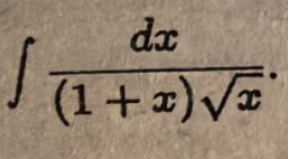 ∫ dx / ((1 + x)√x).